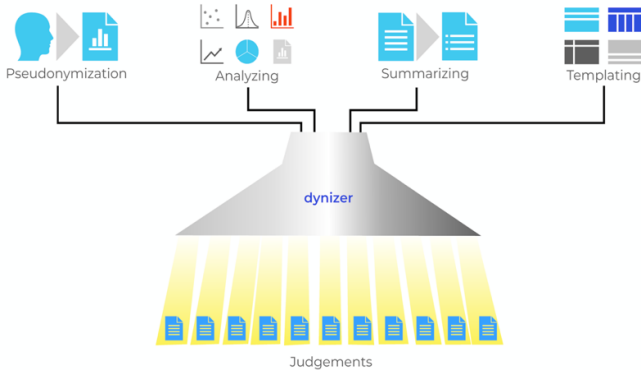 Pseudonymization
Analyzing
Summarizing
Templating
dynizer
Judgements